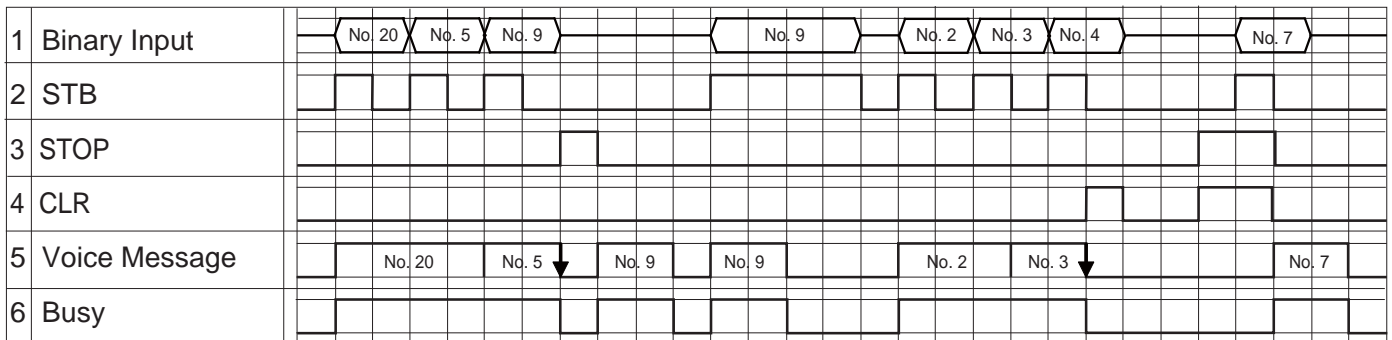 1 Binary Input No. 20 No. 5 No. 9 No. 9 No. 2 No. 3 No. 4 No. 7
2 STB
3 STOP
4 CLR
5 Voice Message No. 20 No. 5 No. 9 No. 9 No. 2 No. 3 No. 7
6 Busy